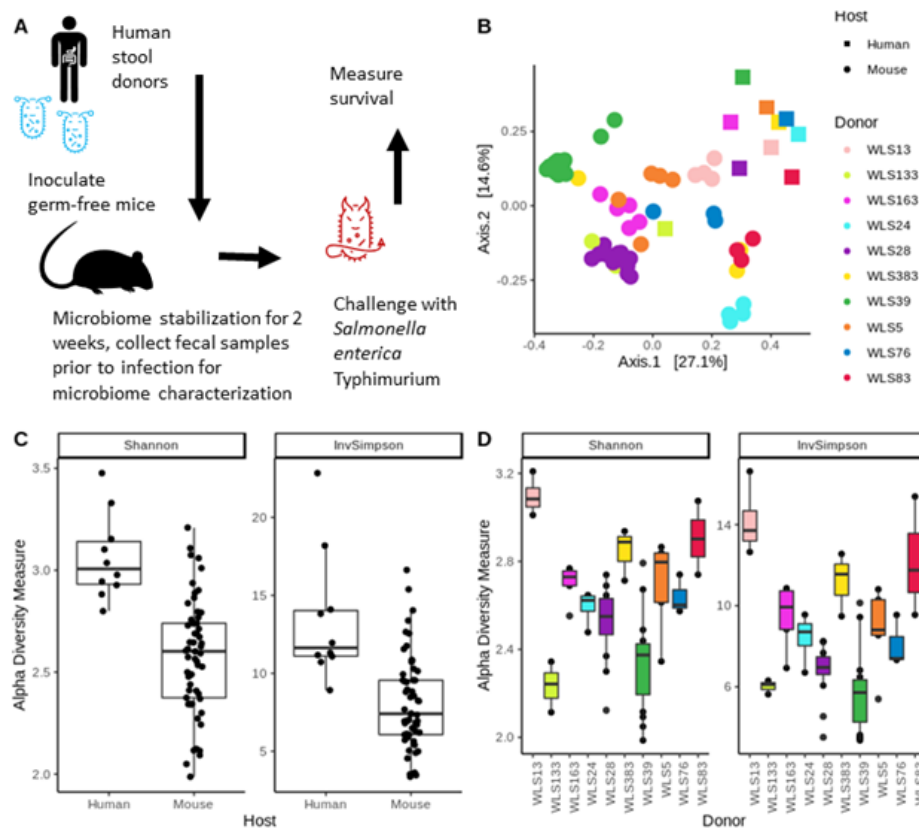 A
Human
stool
donors
Measure
survival
Inoculate
germ-free mice
Microbiome stabilization for 2
weeks, collect fecal samples
prior to infection for
microbiome characterization
Challenge with
Salmonella
enterica
Typhimurium
B
0.25
0.00
-0.25
Axis.2 [14.6%]
-0.4 -0.2 0.0 0.2 0.4
Axis.1 [27.1%]
Host
Human
Mouse
Donor
WLS13
WLS133
WLS163
WLS24
WLS28
WLS383
WLS39
WLS5
WLS76
WLS83
C
Shannon
InvSimpson
Alpha Diversity Measure
3.5
3.0
2.5
2.0
20
15
10
5
Human Mouse Human Mouse
Host
D
Shannon
InvSimpson
Alpha Diversity Measure
3.2
2.8
2.4
2.0
14
10
6
WLS13 WLS133 WLS163 WLS24 WLS28 WLS383 WLS39 WLS5 WLS76 WLS83
WLS13 WLS133 WLS163 WLS24 WLS28 WLS383 WLS39 WLS5 WLS76
Donor